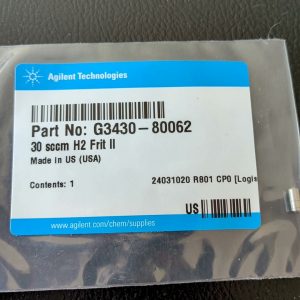 Agilent Technologies
Part No: G3430-80062
30 sccm H2 Frit II
Made in US (USA)
Contents: 1
24031020 R801 CP0 [Logis
US
www.agilent.com/chem/supplies